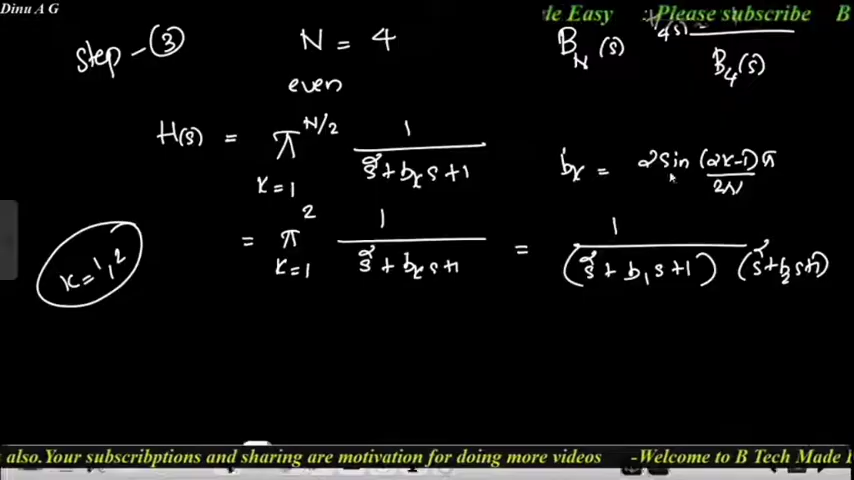 Dinu A G
de Easy
Please subscribe
B
step - (3)
N = 4
even
B_N(s)
B_4(s)
H(s) = π^{N/2}_{k=1} 1 / (s² + b_k s + 1)
b_k = 2 sin (2k-1)π / 2N
= π^{2}_{k=1} 1 / (s² + b_k s + 1) = 1 / (s² + b_1 s + 1) (s² + b_2 s + 1)
k = 1, 2
also.Your subscribptions and sharing are motivation for doing more videos
-Welcome to B Tech Made